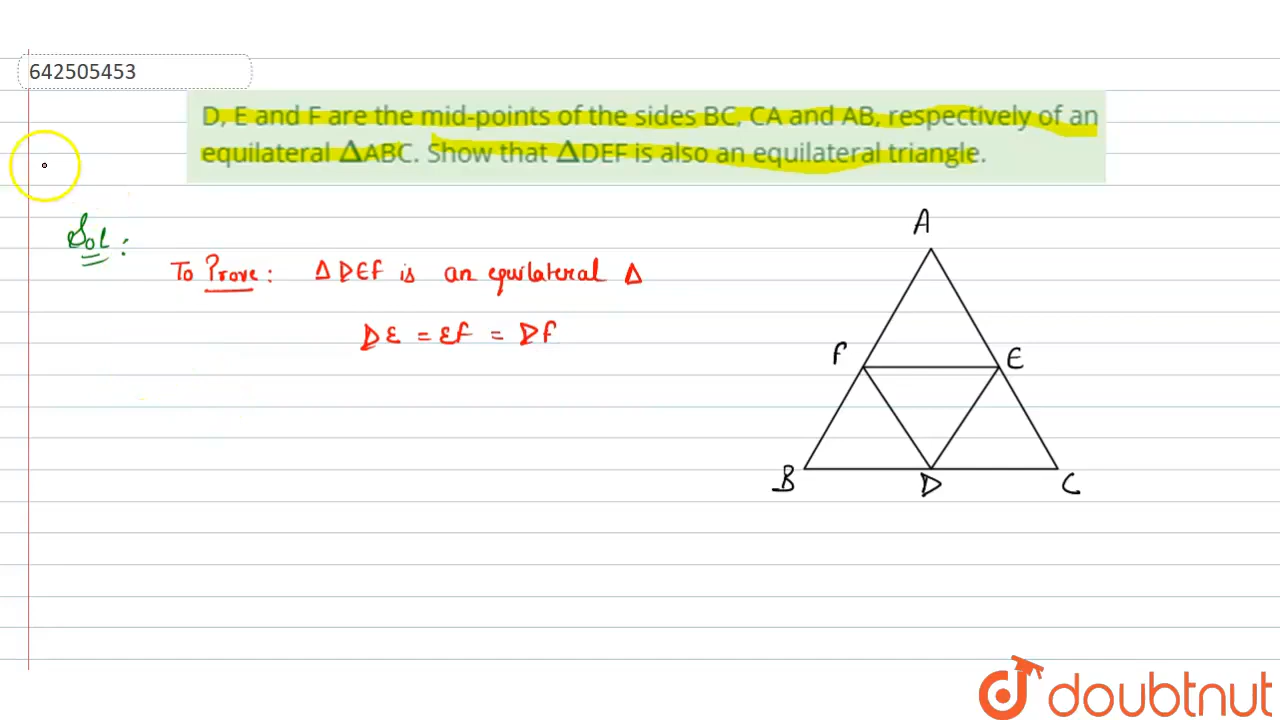 642505453
D, E and F are the mid-points of the sides BC, CA and AB, respectively of an
equilateral ΔABC. Show that ΔDEF is also an equilateral triangle.
Sol:
To Prove: Δ DEF is an equilateral Δ
DE = EF = DF
A
F
E
B
D
C
doubtnut